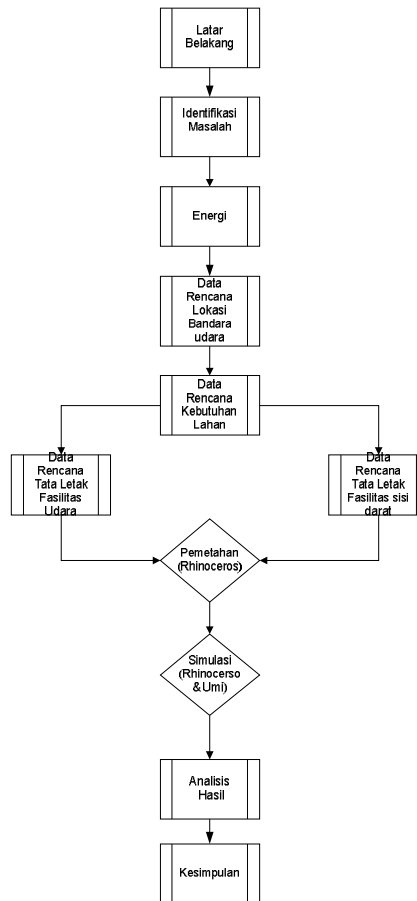 Latar
Belakang
Identifikasi
Masalah
Energi
Data
Rencana
Lokasi
Bandara
udara
Data
Rencana
Kebutuhan
Lahan
Data
Rencana
Tata Letak
Fasilitas
Udara
Data
Rencana
Tata Letak
Fasilitas sisi
darat
Pemetahan
(Rhinoceros)
Simulasi
(Rhinocerso
&Umi)
Analisis
Hasil
Kesimpulan